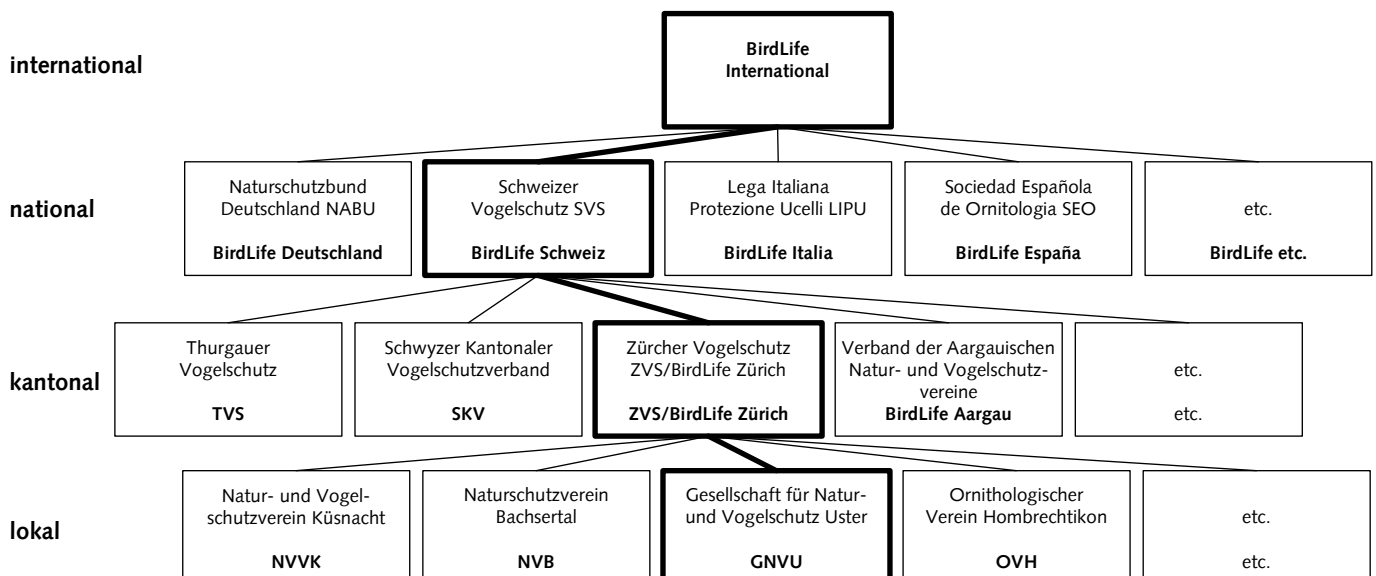 international
BirdLife
International
national
Naturschutzbund
Deutschland NABU
BirdLife Deutschland
Schweizer
Vogelschutz SVS
BirdLife Schweiz
Lega Italiana
Protezione Ucelli LIPU
BirdLife Italia
Sociedad Española
de Ornitologia SEO
BirdLife España
etc.
BirdLife etc.
kantonal
Thurgauer
Vogelschutz
TVS
Schwyzer Kantonaler
Vogelschutzverband
SKV
Zürcher Vogelschutz
ZVS/BirdLife Zürich
ZVS/BirdLife Zürich
Verband der Aargauischen
Natur- und Vogelschutz-
vereine
BirdLife Aargau
etc.
etc.
lokal
Natur- und Vogel-
schutzverein Küsnacht
NVVK
Naturschutzverein
Bachsertal
NVB
Gesellschaft für Natur-
und Vogelschutz Uster
GNVU
Ornithologischer
Verein Hombrechtikon
OVH
etc.
etc.